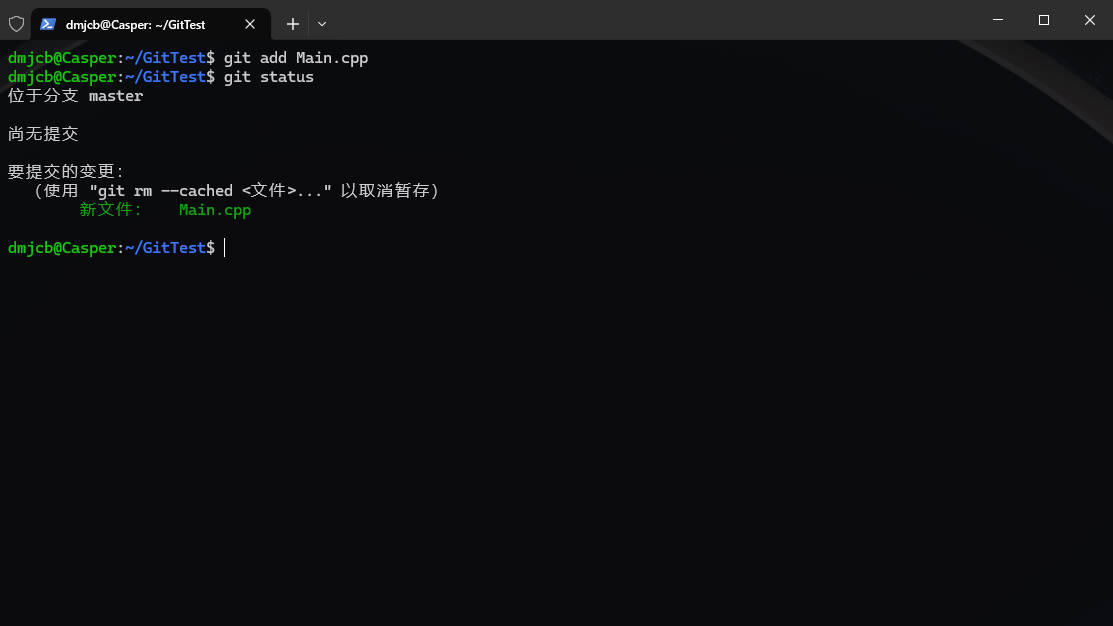 dmjcb@Casper: ~/GitTest
dmjcb@Casper:~/GitTest$ git add Main.cpp
dmjcb@Casper:~/GitTest$ git status
位于分支 master
尚无提交
要提交的变更：
（使用 "git rm --cached <文件>..." 以取消暂存）
新文件：   Main.cpp
dmjcb@Casper:~/GitTest$